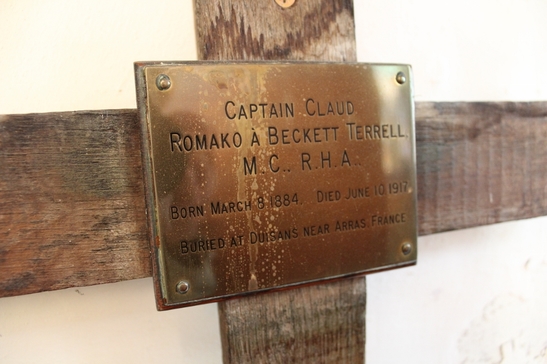 CAPTAIN CLAUD
ROMAKO À BECKETT TERRELL,
M.C., R.H.A.
BORN MARCH 8 1884. DIED JUNE 10 1917.
BURIED AT DUISANS NEAR ARRAS, FRANCE